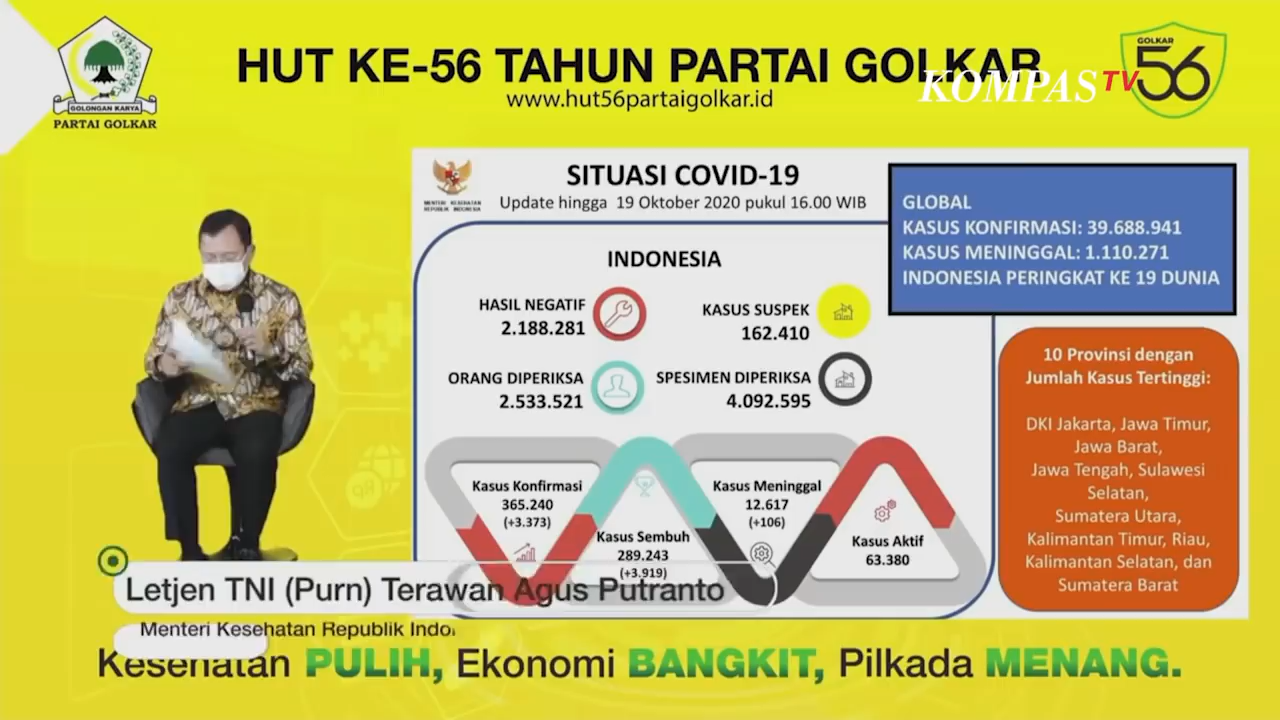 HUT KE-56 TAHUN PARTAI GOLKAR
www.hut56partaigolkar.id
GOLONGAN KARYA
PARTAI GOLKAR
GOLKAR
56
KOMPASTV
MENTERI KESEHATAN
REPUBLIK INDONESIA
SITUASI COVID-19
Update hingga 19 Oktober 2020 pukul 16.00 WIB
GLOBAL
KASUS KONFIRMASI: 39.688.941
KASUS MENINGGAL: 1.110.271
INDONESIA PERINGKAT KE 19 DUNIA
INDONESIA
HASIL NEGATIF
2.188.281
KASUS SUSPEK
162.410
ORANG DIPERIKSA
2.533.521
SPESIMEN DIPERIKSA
4.092.595
Kasus Konfirmasi
365.240
(+3.373)
Kasus Sembuh
289.243
(+3.919)
Kasus Meninggal
12.617
(+106)
Kasus Aktif
63.380
10 Provinsi dengan
Jumlah Kasus Tertinggi:
DKI Jakarta, Jawa Timur,
Jawa Barat,
Jawa Tengah, Sulawesi
Selatan,
Sumatera Utara,
Kalimantan Timur, Riau,
Kalimantan Selatan, dan
Sumatera Barat
Letjen TNI (Purn) Terawan Agus Putranto
Menteri Kesehatan Republik Indo
Kesehatan PULIH, Ekonomi BANGKIT, Pilkada MENANG.